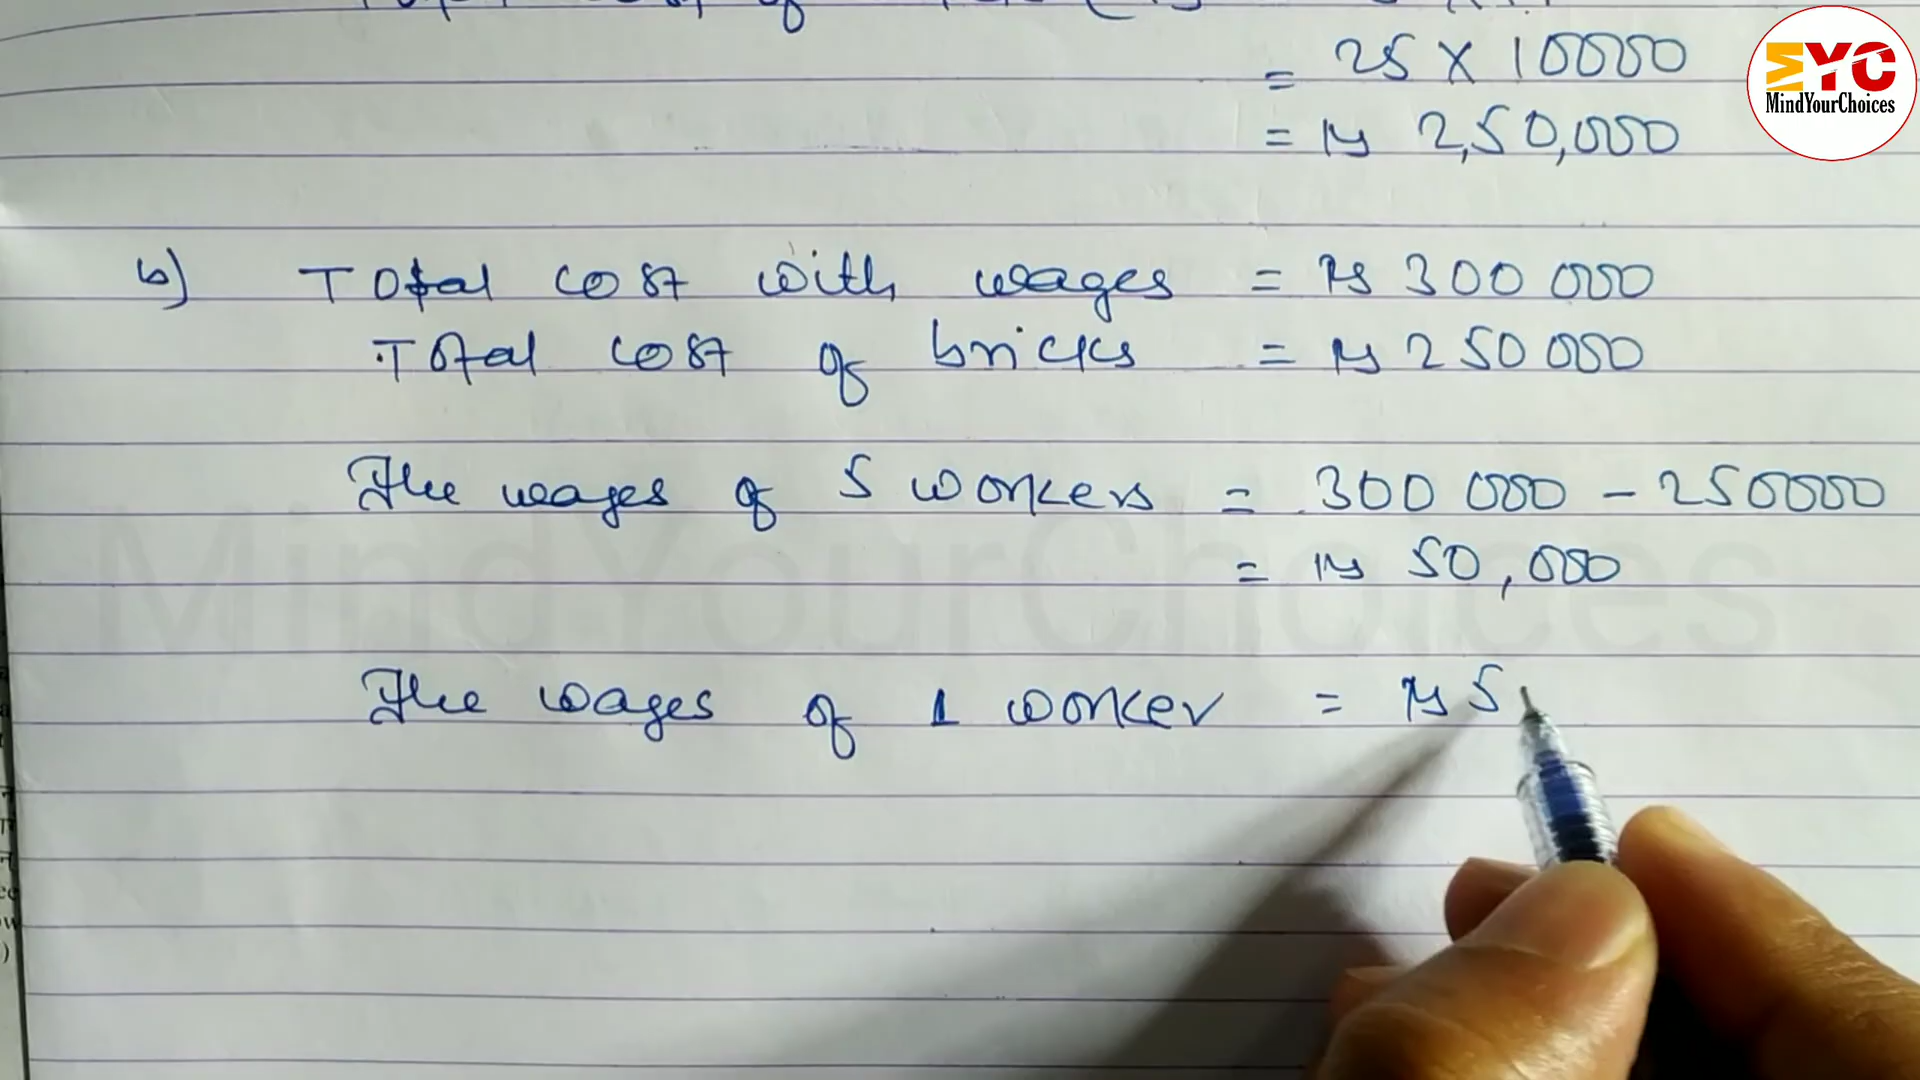 = 25 × 10000
= Rs 2,50,000
MYC
MindYourChoices
b) Total cost with wages = Rs 300 000
Total cost of bricks = Rs 250 000
The wages of 5 workers = 300 000 - 250000
= Rs 50,000
MindYourChoices
The wages of 1 worker = Rs 5